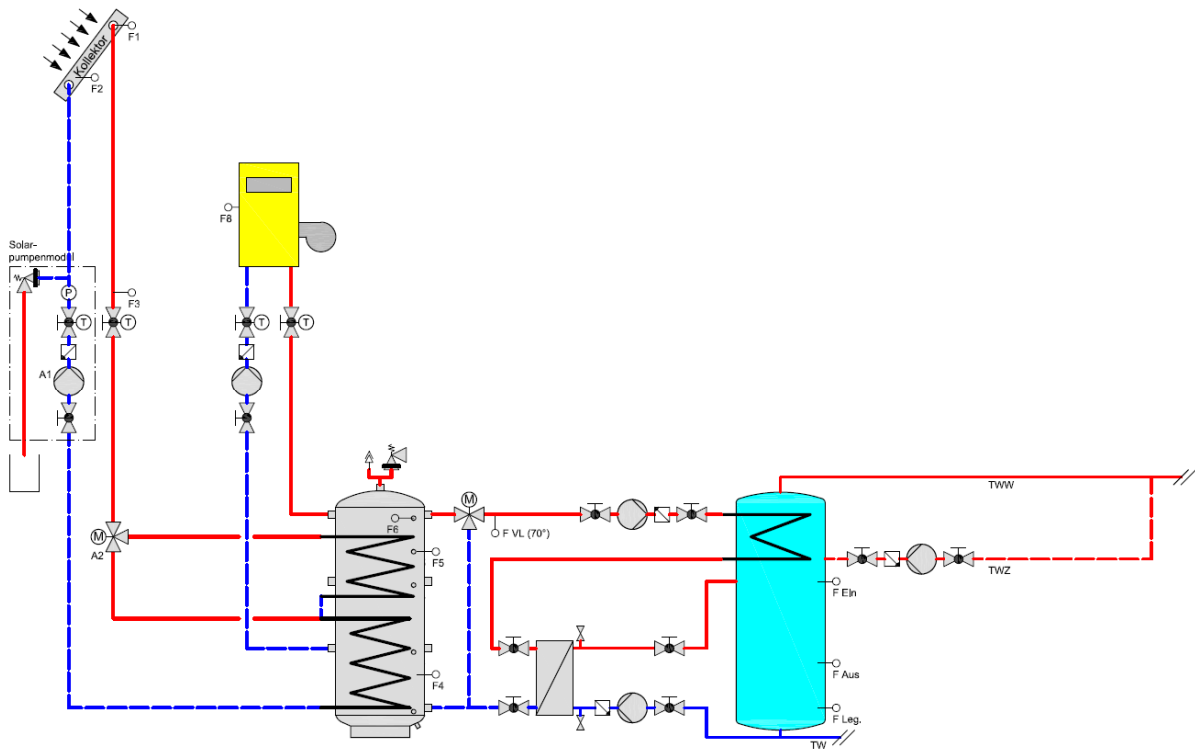 Kollektor
F1
F2
F8
Solar-
pumpenmodul
P
F3
T
T
T
T
A1
M
A2
M
F6
F VL (70°)
F5
F4
TWW
TWZ
F Ein
F Aus
F Leg.
TW